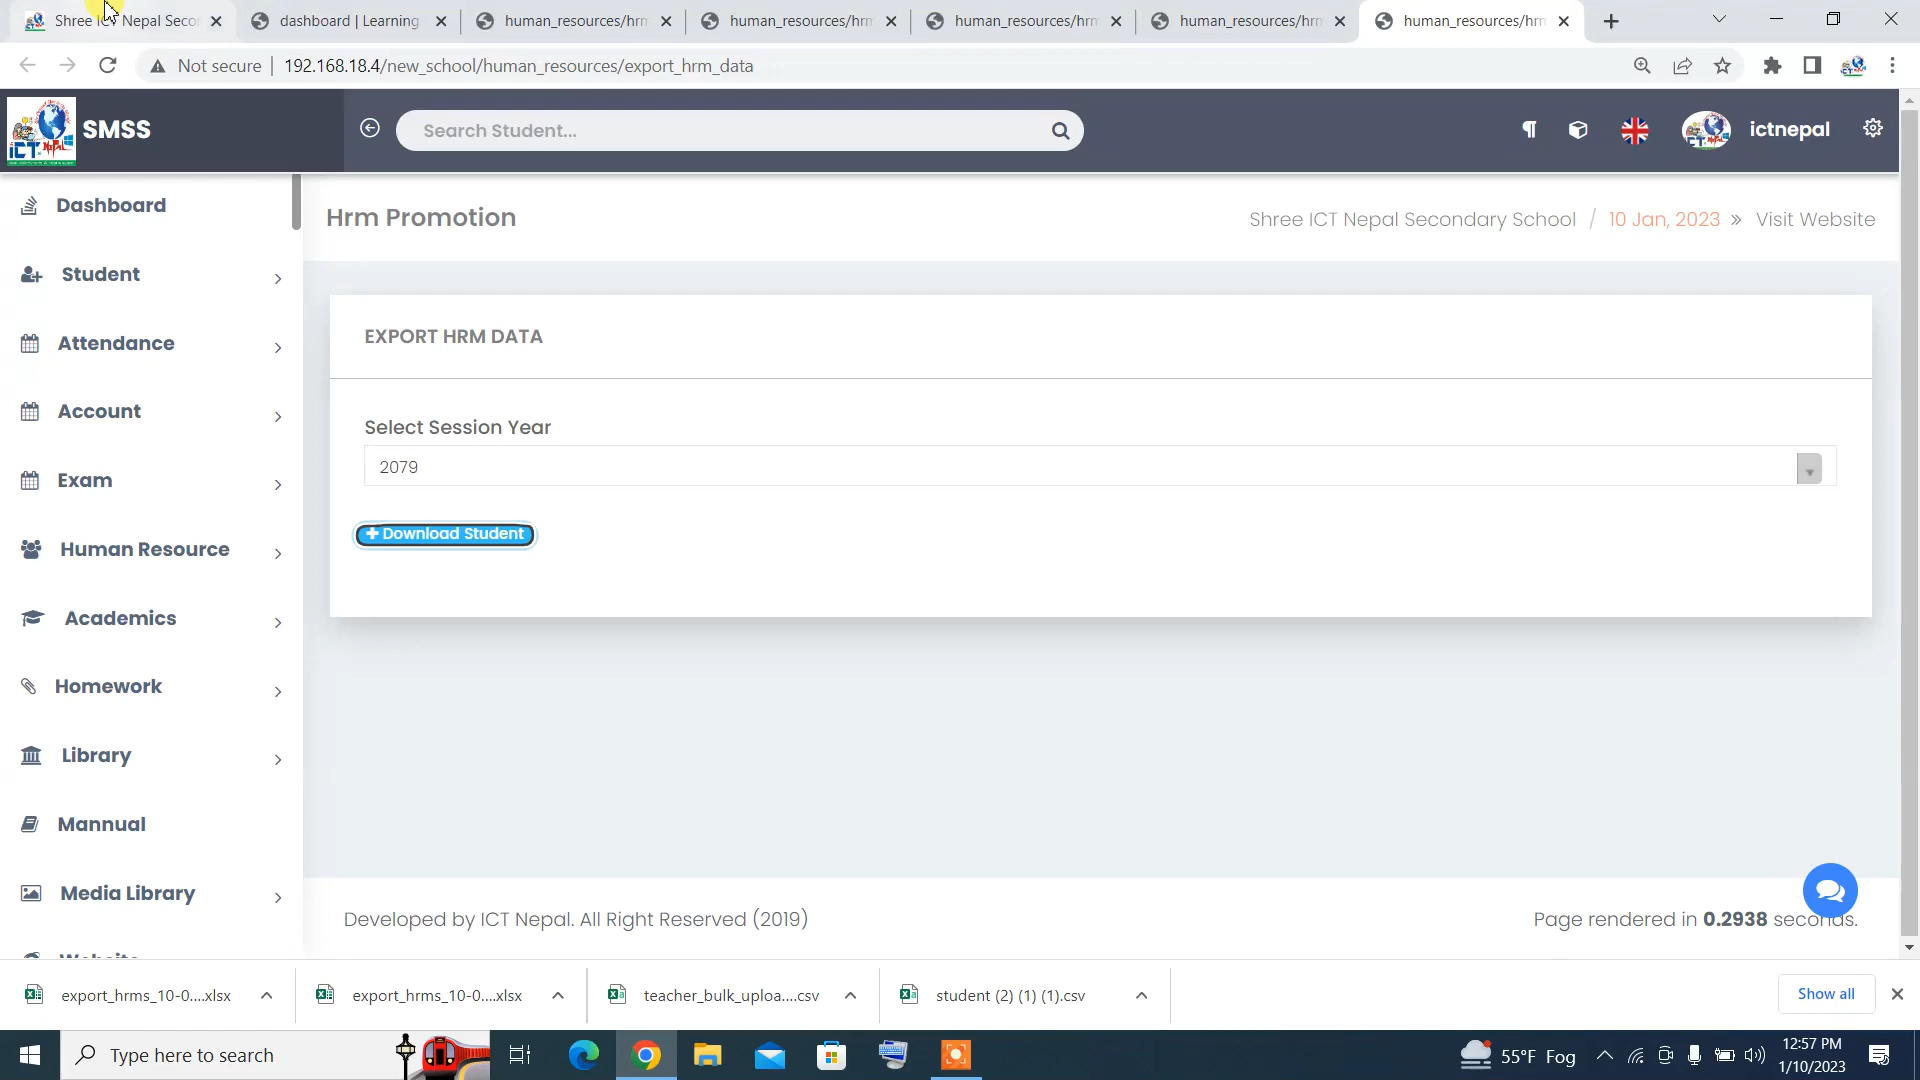 Shree ICT Nepal Secon
dashboard | Learning
human_resources/hrm
human_resources/hrm
human_resources/hrm
human_resources/hrm
human_resources/hrm
Not secure
192.168.18.4/new_school/human_resources/export_hrm_data
SMSS
Search Student...
ictnepal
Dashboard
Student
Attendance
Account
Exam
Human Resource
Academics
Homework
Library
Mannual
Media Library
Website
Hrm Promotion
Shree ICT Nepal Secondary School / 10 Jan, 2023 » Visit Website
EXPORT HRM DATA
Select Session Year
2079
+ Download Student
Developed by ICT Nepal. All Right Reserved (2019)
Page rendered in 0.2938 seconds.
export_hrms_10-0....xlsx
export_hrms_10-0....xlsx
teacher_bulk_uploa....csv
student (2) (1) (1).csv
Show all
Type here to search
55°F Fog
12:57 PM
1/10/2023